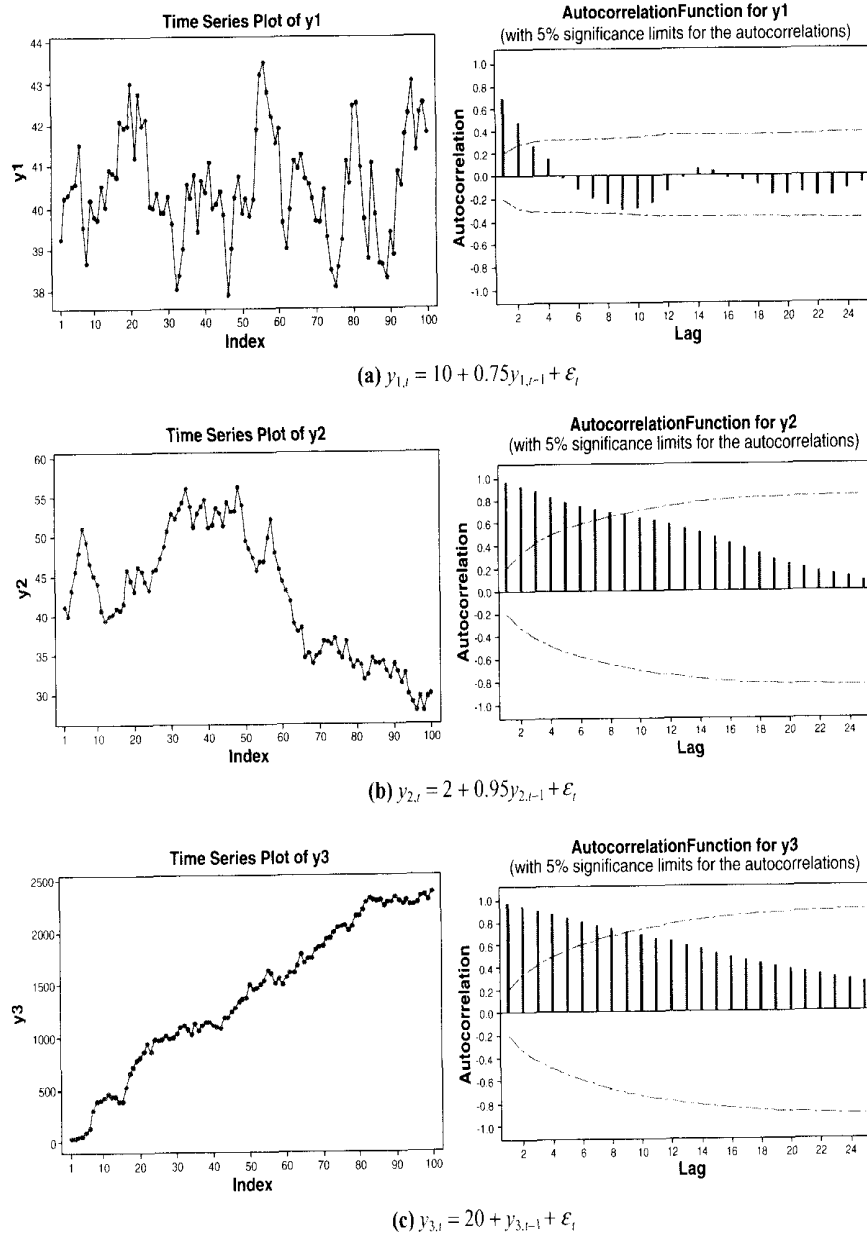 Time Series Plot of y1
y1
44
43
42
41
40
39
38
1 10 20 30 40 50 60 70 80 90 100
Index
AutocorrelationFunction for y1
(with 5% significance limits for the autocorrelations)
Autocorrelation
1.0
0.8
0.6
0.4
0.2
0.0
-0.2
-0.4
-0.6
-0.8
-1.0
2 4 6 8 10 12 14 16 18 20 22 24
Lag
(a) y1,t = 10 + 0.75y1,t−1 + εt
Time Series Plot of y2
y2
60
55
50
45
40
35
30
1 10 20 30 40 50 60 70 80 90 100
Index
AutocorrelationFunction for y2
(with 5% significance limits for the autocorrelations)
Autocorrelation
1.0
0.8
0.6
0.4
0.2
0.0
-0.2
-0.4
-0.6
-0.8
-1.0
2 4 6 8 10 12 14 16 18 20 22 24
Lag
(b) y2,t = 2 + 0.95y2,t−1 + εt
Time Series Plot of y3
y3
2500
2000
1500
1000
500
0
1 10 20 30 40 50 60 70 80 90 100
Index
AutocorrelationFunction for y3
(with 5% significance limits for the autocorrelations)
Autocorrelation
1.0
0.8
0.6
0.4
0.2
0.0
-0.2
-0.4
-0.6
-0.8
-1.0
2 4 6 8 10 12 14 16 18 20 22 24
Lag
(c) y3,t = 20 + y3,t−1 + εt